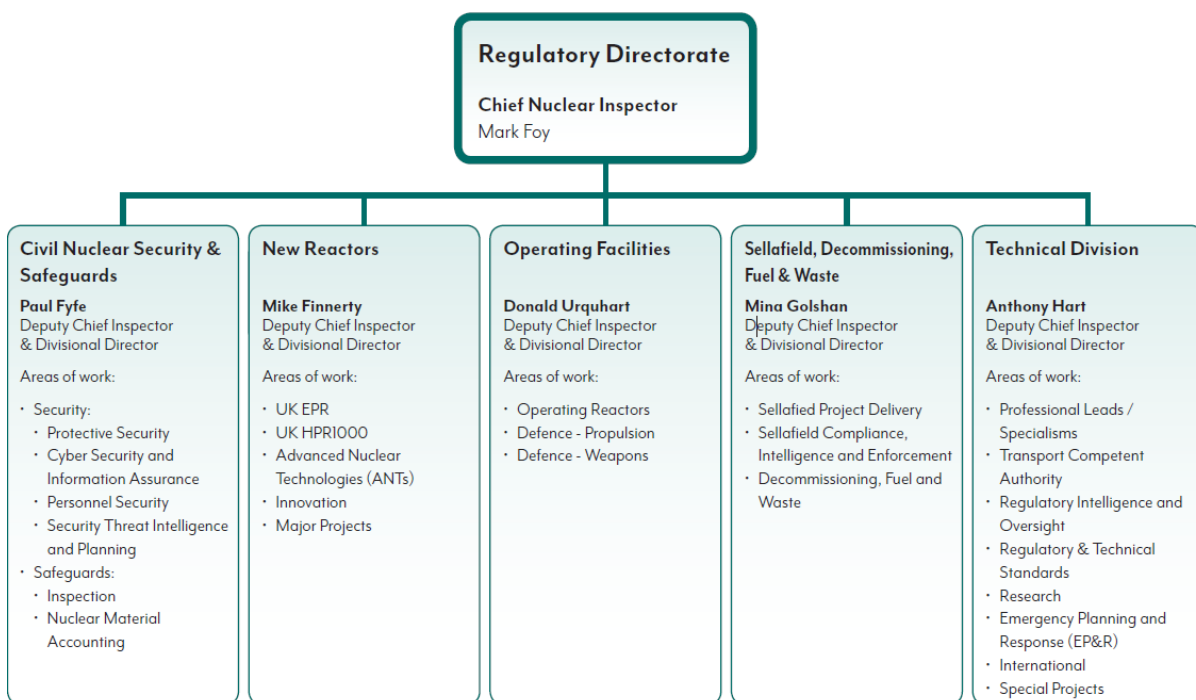 Regulatory Directorate
Chief Nuclear Inspector
Mark Foy
Civil Nuclear Security &
Safeguards
Paul Fyfe
Deputy Chief Inspector
& Divisional Director
Areas of work:
· Security:
· Protective Security
· Cyber Security and
Information Assurance
· Personnel Security
· Security Threat Intelligence
and Planning
· Safeguards:
· Inspection
· Nuclear Material
Accounting
New Reactors
Mike Finnerty
Deputy Chief Inspector
& Divisional Director
Areas of work:
· UK EPR
· UK HPR1000
· Advanced Nuclear
Technologies (ANTs)
· Innovation
· Major Projects
Operating Facilities
Donald Urquhart
Deputy Chief Inspector
& Divisional Director
Areas of work:
· Operating Reactors
· Defence - Propulsion
· Defence - Weapons
Sellafield, Decommissioning,
Fuel & Waste
Mina Golshan
Deputy Chief Inspector
& Divisional Director
Areas of work:
· Sellafied Project Delivery
· Sellafield Compliance,
Intelligence and Enforcement
· Decommissioning, Fuel and
Waste
Technical Division
Anthony Hart
Deputy Chief Inspector
& Divisional Director
Areas of work:
· Professional Leads /
Specialisms
· Transport Competent
Authority
· Regulatory Intelligence and
Oversight
· Regulatory & Technical
Standards
· Research
· Emergency Planning and
Response (EP&R)
· International
· Special Projects